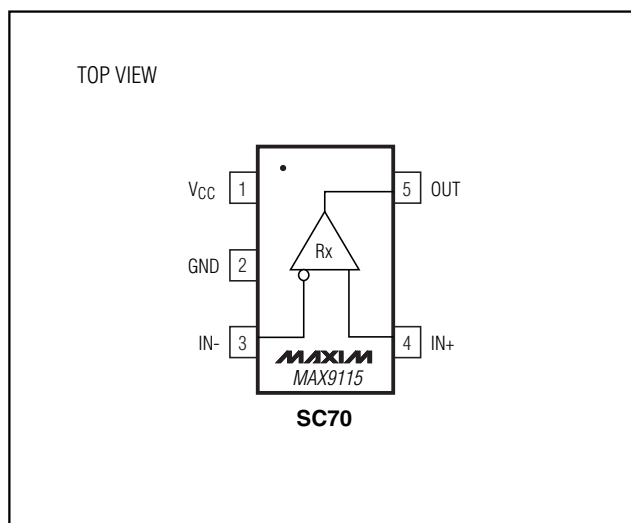 TOP VIEW
VCC 1 5 OUT
Rx
GND 2
IN- 3 4 IN+
MAXIM
MAX9115
SC70